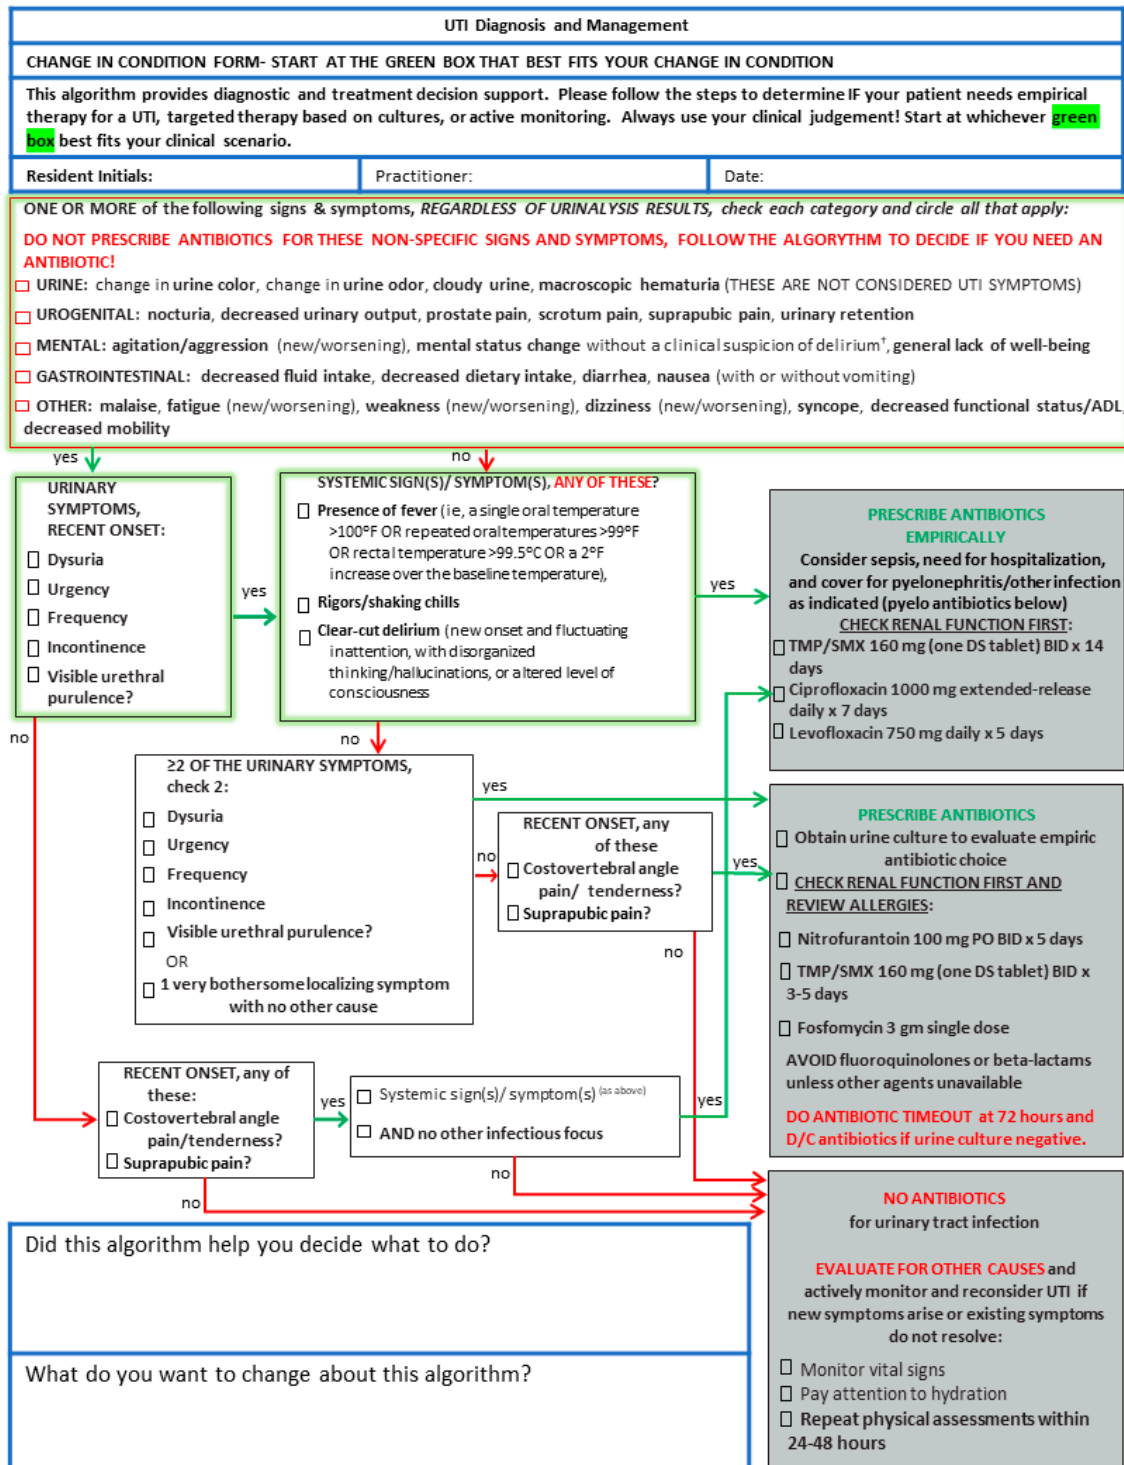 UTI Diagnosis and Management
CHANGE IN CONDITION FORM- START AT THE GREEN BOX THAT BEST FITS YOUR CHANGE IN CONDITION
This algorithm provides diagnostic and treatment decision support. Please follow the steps to determine IF your patient needs empirical
therapy for a UTI, targeted therapy based on cultures, or active monitoring. Always use your clinical judgement! Start at whichever green
box best fits your clinical scenario.
Resident Initials:
Practitioner:
Date:
ONE OR MORE of the following signs & symptoms, REGARDLESS OF URINALYSIS RESULTS, check each category and circle all that apply:
DO NOT PRESCRIBE ANTIBIOTICS FOR THESE NON-SPECIFIC SIGNS AND SYMPTOMS, FOLLOW THE ALGORYTHM TO DECIDE IF YOU NEED AN
ANTIBIOTIC!
URINE: change in urine color, change in urine odor, cloudy urine, macroscopic hematuria (THESE ARE NOT CONSIDERED UTI SYMPTOMS)
UROGENITAL: nocturia, decreased urinary output, prostate pain, scrotum pain, suprapubic pain, urinary retention
MENTAL: agitation/aggression (new/worsening), mental status change without a clinical suspicion of delirium†, general lack of well-being
GASTROINTESTINAL: decreased fluid intake, decreased dietary intake, diarrhea, nausea (with or without vomiting)
OTHER: malaise, fatigue (new/worsening), weakness (new/worsening), dizziness (new/worsening), syncope, decreased functional status/ADL,
decreased mobility
yes
no
URINARY
SYMPTOMS,
RECENT ONSET:
Dysuria
Urgency
Frequency
Incontinence
Visible urethral
purulence?
yes
no
SYSTEMIC SIGN(S)/ SYMPTOM(S), ANY OF THESE?
Presence of fever (ie, a single oral temperature
>100°F OR repeated oral temperatures >99°F
OR rectal temperature >99.5°C OR a 2°F
increase over the baseline temperature),
Rigors/shaking chills
Clear-cut delirium (new onset and fluctuating
inattention, with disorganized
thinking/hallucinations, or altered level of
consciousness
yes
no
PRESCRIBE ANTIBIOTICS
EMPIRICALLY
Consider sepsis, need for hospitalization,
and cover for pyelonephritis/other infection
as indicated (pyelo antibiotics below)
CHECK RENAL FUNCTION FIRST:
TMP/SMX 160 mg (one DS tablet) BID x 14
days
Ciprofloxacin 1000 mg extended-release
daily x 7 days
Levofloxacin 750 mg daily x 5 days
≥2 OF THE URINARY SYMPTOMS,
check 2:
Dysuria
Urgency
Frequency
Incontinence
Visible urethral purulence?
OR
1 very bothersome localizing symptom
with no other cause
yes
no
RECENT ONSET, any
of these
Costovertebral angle
pain/ tenderness?
Suprapubic pain?
yes
no
PRESCRIBE ANTIBIOTICS
Obtain urine culture to evaluate empiric
antibiotic choice
CHECK RENAL FUNCTION FIRST AND
REVIEW ALLERGIES:
Nitrofurantoin 100 mg PO BID x 5 days
TMP/SMX 160 mg (one DS tablet) BID x
3-5 days
Fosfomycin 3 gm single dose
AVOID fluoroquinolones or beta-lactams
unless other agents unavailable
DO ANTIBIOTIC TIMEOUT at 72 hours and
D/C antibiotics if urine culture negative.
RECENT ONSET, any of
these:
Costovertebral angle
pain/tenderness?
Suprapubic pain?
yes
no
Systemic sign(s)/ symptom(s) (as above)
AND no other infectious focus
yes
no
NO ANTIBIOTICS
for urinary tract infection
EVALUATE FOR OTHER CAUSES and
actively monitor and reconsider UTI if
new symptoms arise or existing symptoms
do not resolve:
Monitor vital signs
Pay attention to hydration
Repeat physical assessments within
24-48 hours
Did this algorithm help you decide what to do?
What do you want to change about this algorithm?